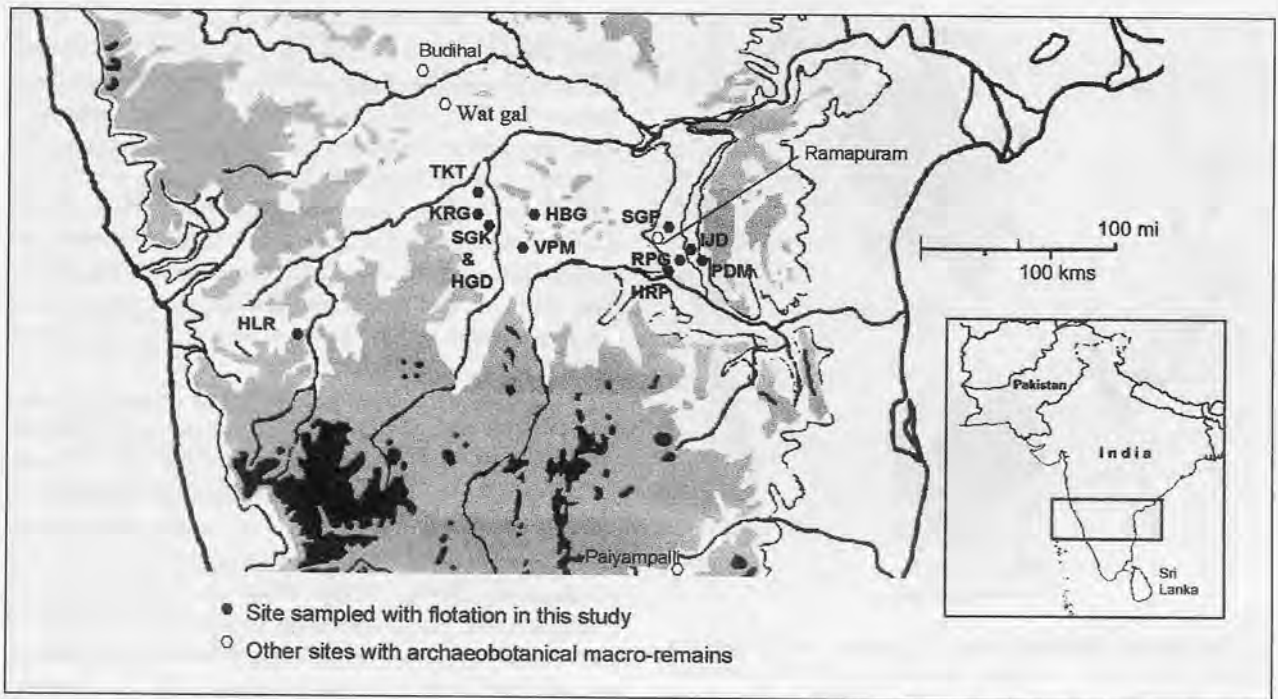 Budihal
Wat gal
Ramapuram
TKT
KRG
HBG
SGP
SGK
&
HGD
VPM
IJD
RPG
PDM
HRP
HLR
100 mi
100 kms
Pakistan
India
Sri
Lanka
Paiyampalli
Site sampled with flotation in this study
Other sites with archaeobotanical macro-remains